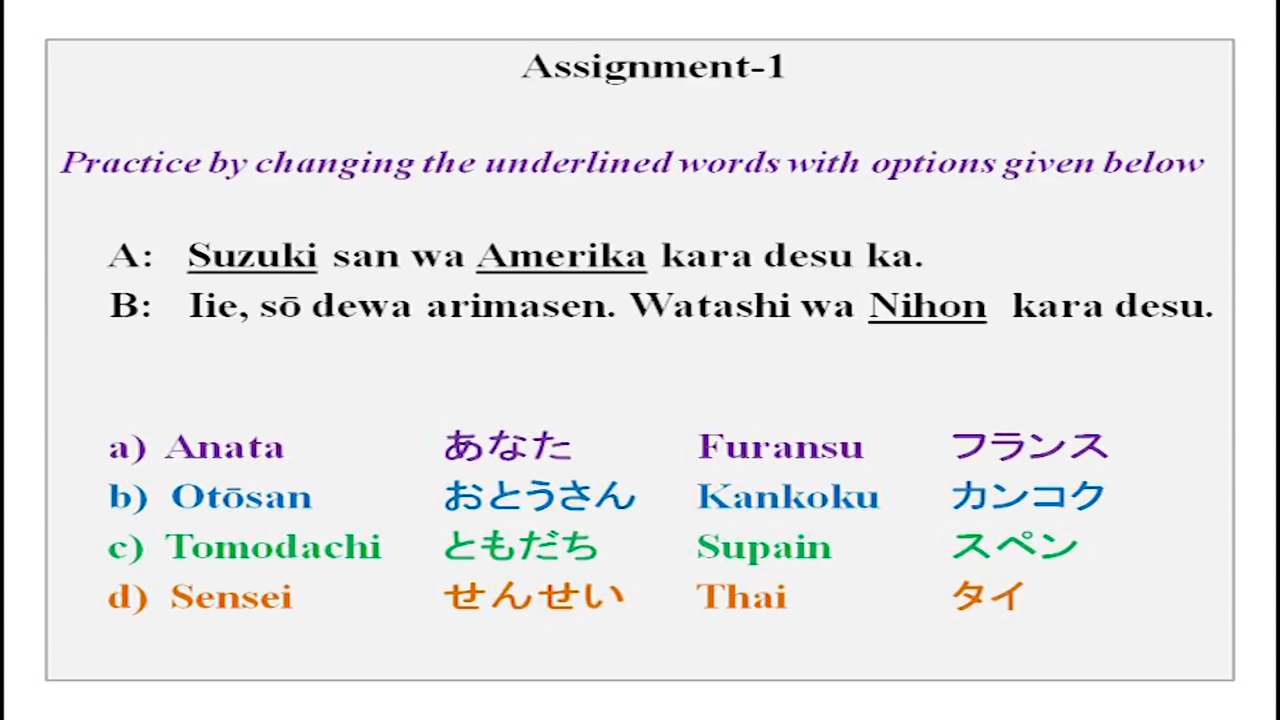 Assignment-1
Practice by changing the underlined words with options given below
A: Suzuki san wa Amerika kara desu ka.
B: Iie, sō dewa arimasen. Watashi wa Nihon kara desu.
a) Anata あなた Furansu フランス
b) Otōsan おとうさん Kankoku カンコク
c) Tomodachi ともだち Supain スペン
d) Sensei せんせい Thai タイ